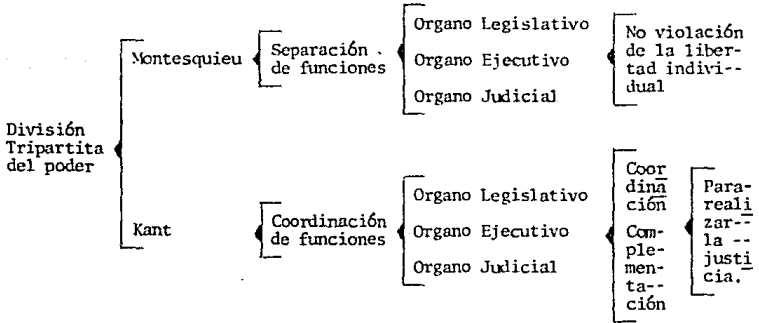 División
Tripartita
del poder
Montesquieu
Separación
de funciones
Organo Legislativo
Organo Ejecutivo
Organo Judicial
No violación
de la liber-
tad indivi--
dual
Kant
Coordinación
de funciones
Organo Legislativo
Organo Ejecutivo
Organo Judicial
Coor
dina
ción
Com-
ple-
men-
ta--
ción
Para-
reali
zar--
la --
justi
cia.